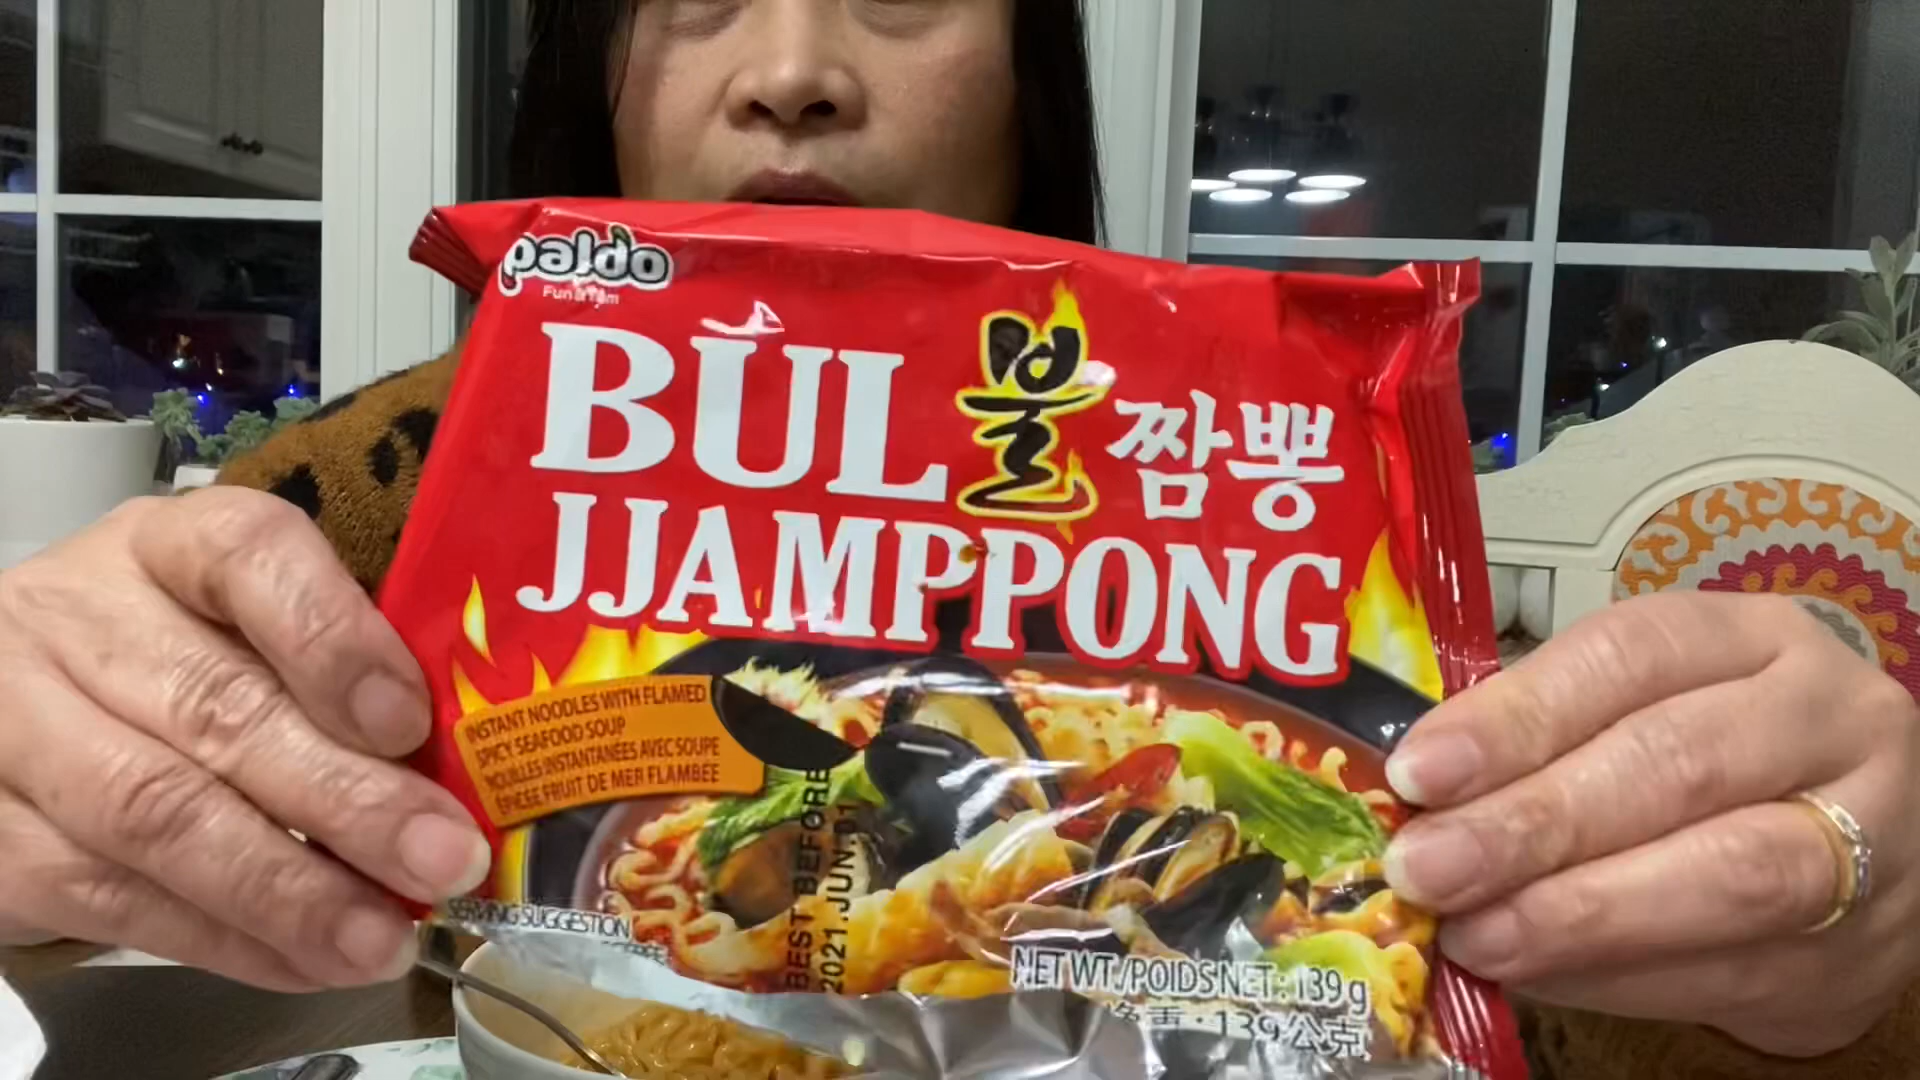 paldo
Fun & Yum
BUL 불 짬뽕
JJAMPPONG
INSTANT NOODLES WITH FLAMED
SPICY SEAFOOD SOUP
NOUILLES INSTANTANÉES AVEC SOUPE
ÉPICÉE FRUIT DE MER FLAMBÉE
BEST BEFORE
2021.JUN.01
SERVING SUGGESTION
NET WT./POIDS NET : 139 g
139公克